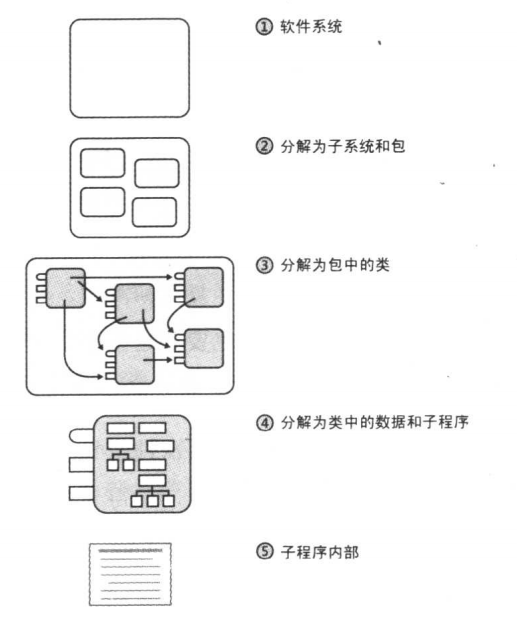 ① 软件系统
② 分解为子系统和包
③ 分解为包中的类
④ 分解为类中的数据和子程序
⑤ 子程序内部